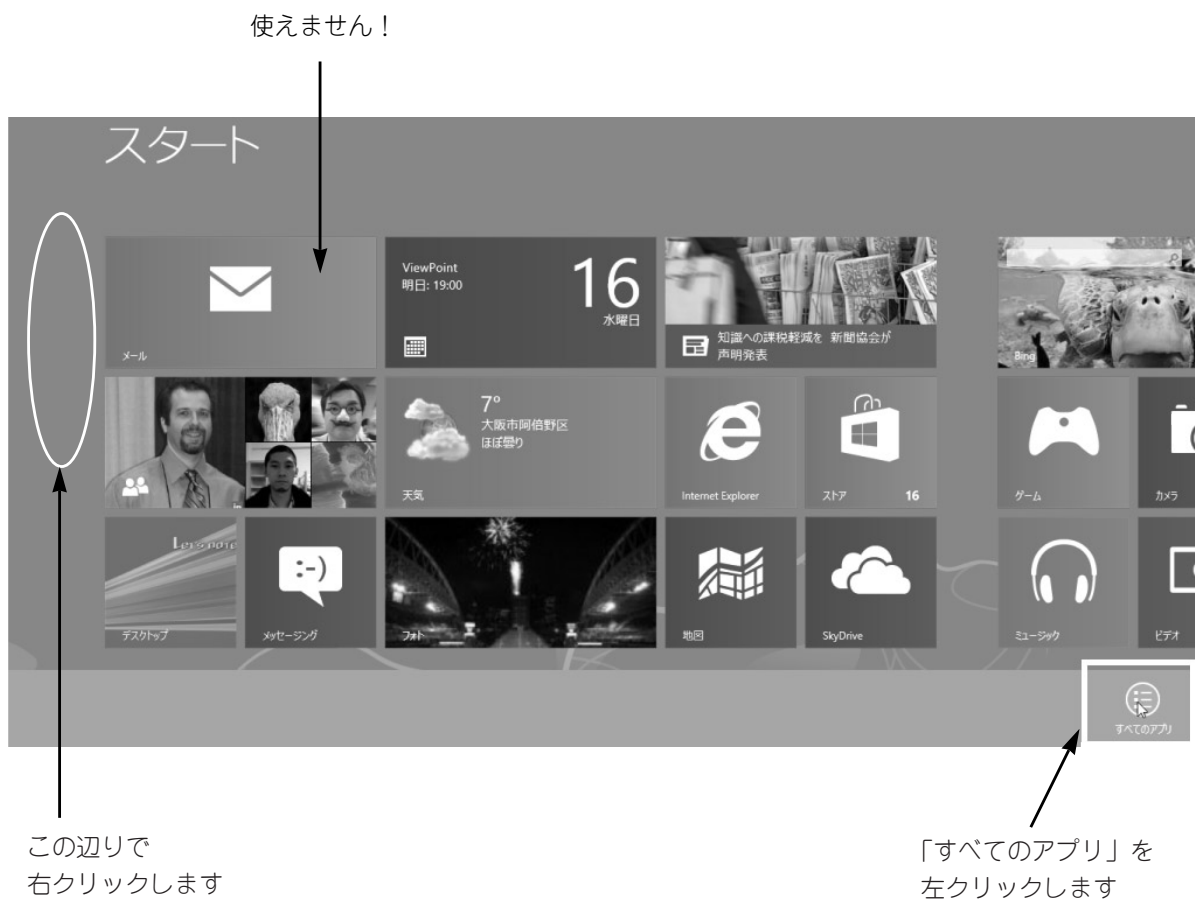 使えません！
スタート
メール
ViewPoint
明日: 19:00
16
水曜日
知識への課税軽減を 新聞協会が
声明発表
Bing
in
7°
大阪市阿倍野区
ほぼ曇り
天気
Internet Explorer
ストア
16
ゲーム
カメラ
Let's note
デスクトップ
:-)
メッセージング
フォト
地図
SkyDrive
ミュージック
ビデオ
すべてのアプリ
この辺りで
右クリックします
「すべてのアプリ」を
左クリックします